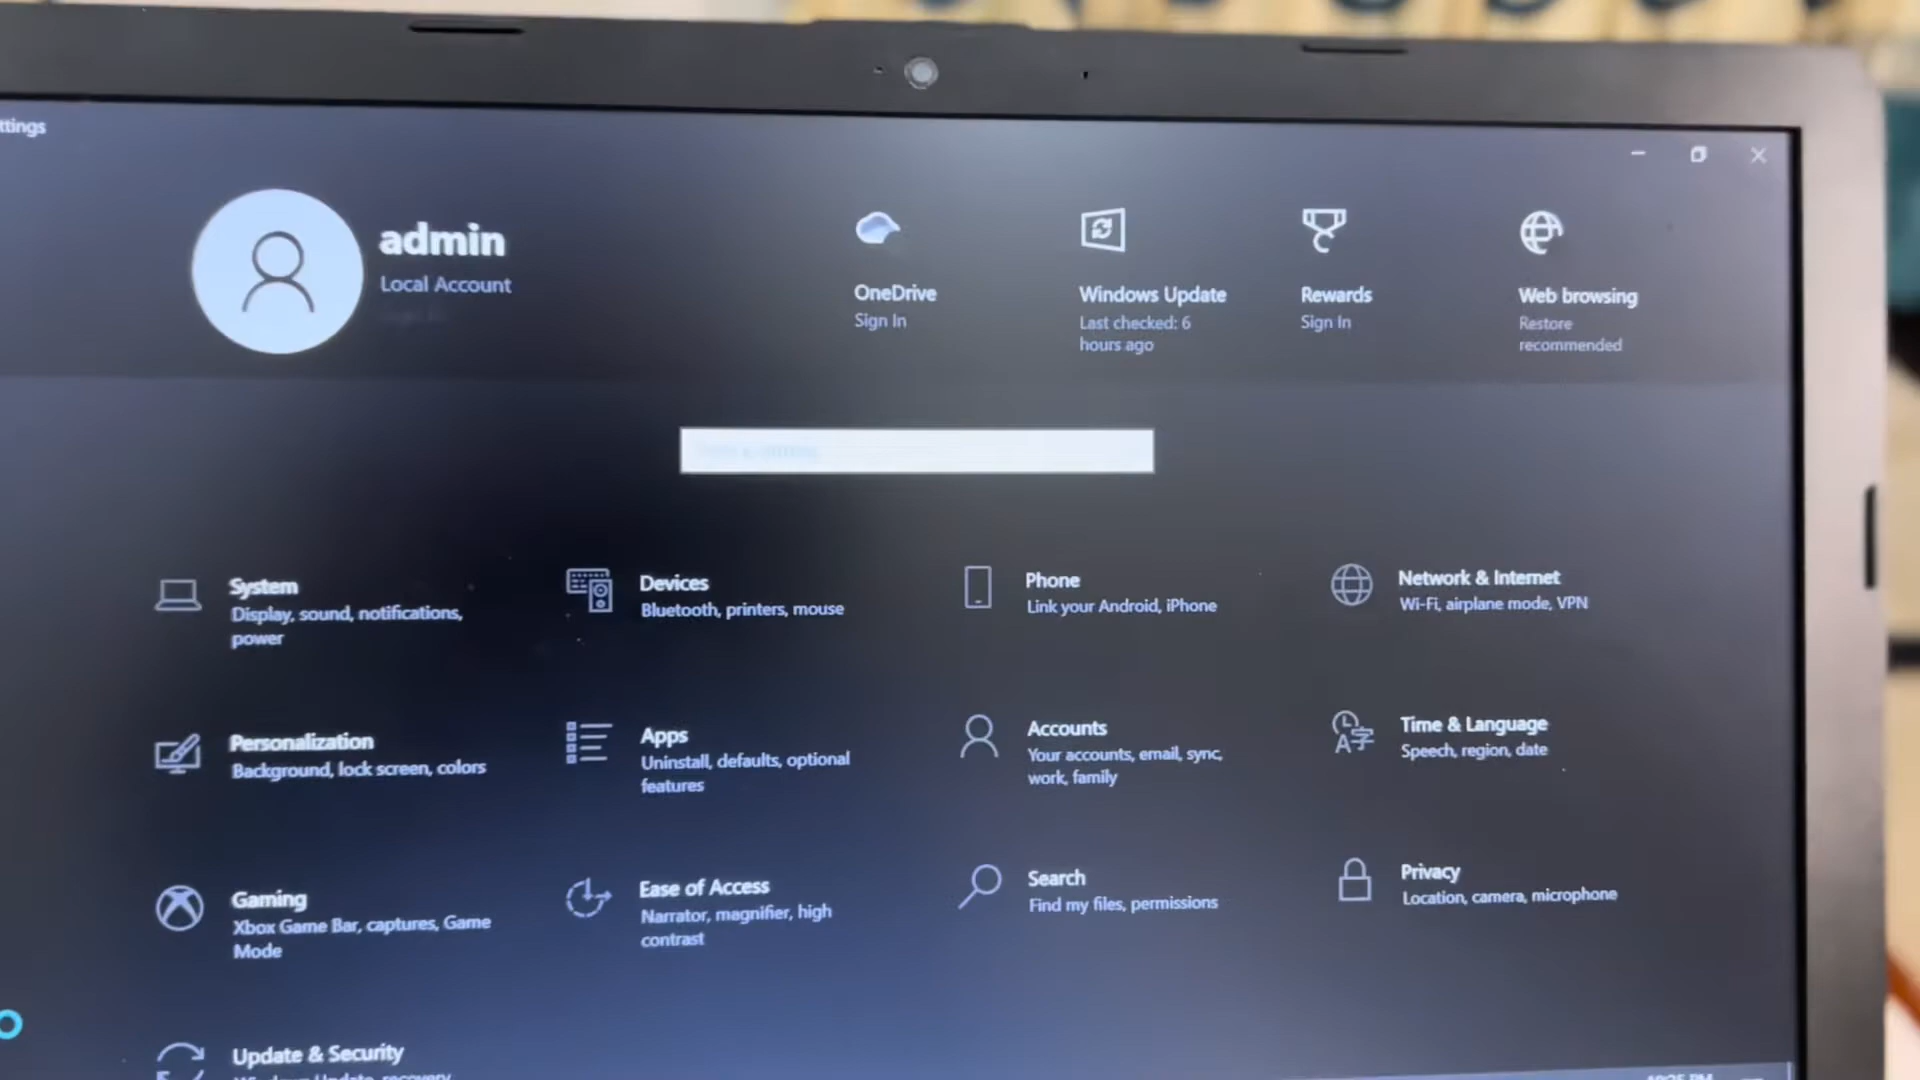 ttings
admin
Local Account
OneDrive
Sign In
Windows Update
Last checked: 6
hours ago
Rewards
Sign In
Web browsing
Restore
recommended
System
Display, sound, notifications,
power
Devices
Bluetooth, printers, mouse
Phone
Link your Android, iPhone
Network & Internet
Wi-Fi, airplane mode, VPN
Personalization
Background, lock screen, colors
Apps
Uninstall, defaults, optional
features
Accounts
Your accounts, email, sync,
work, family
Time & Language
Speech, region, date
Gaming
Xbox Game Bar, captures, Game
Mode
Ease of Access
Narrator, magnifier, high
contrast
Search
Find my files, permissions
Privacy
Location, camera, microphone
Update & Security
Windows Update, recovery